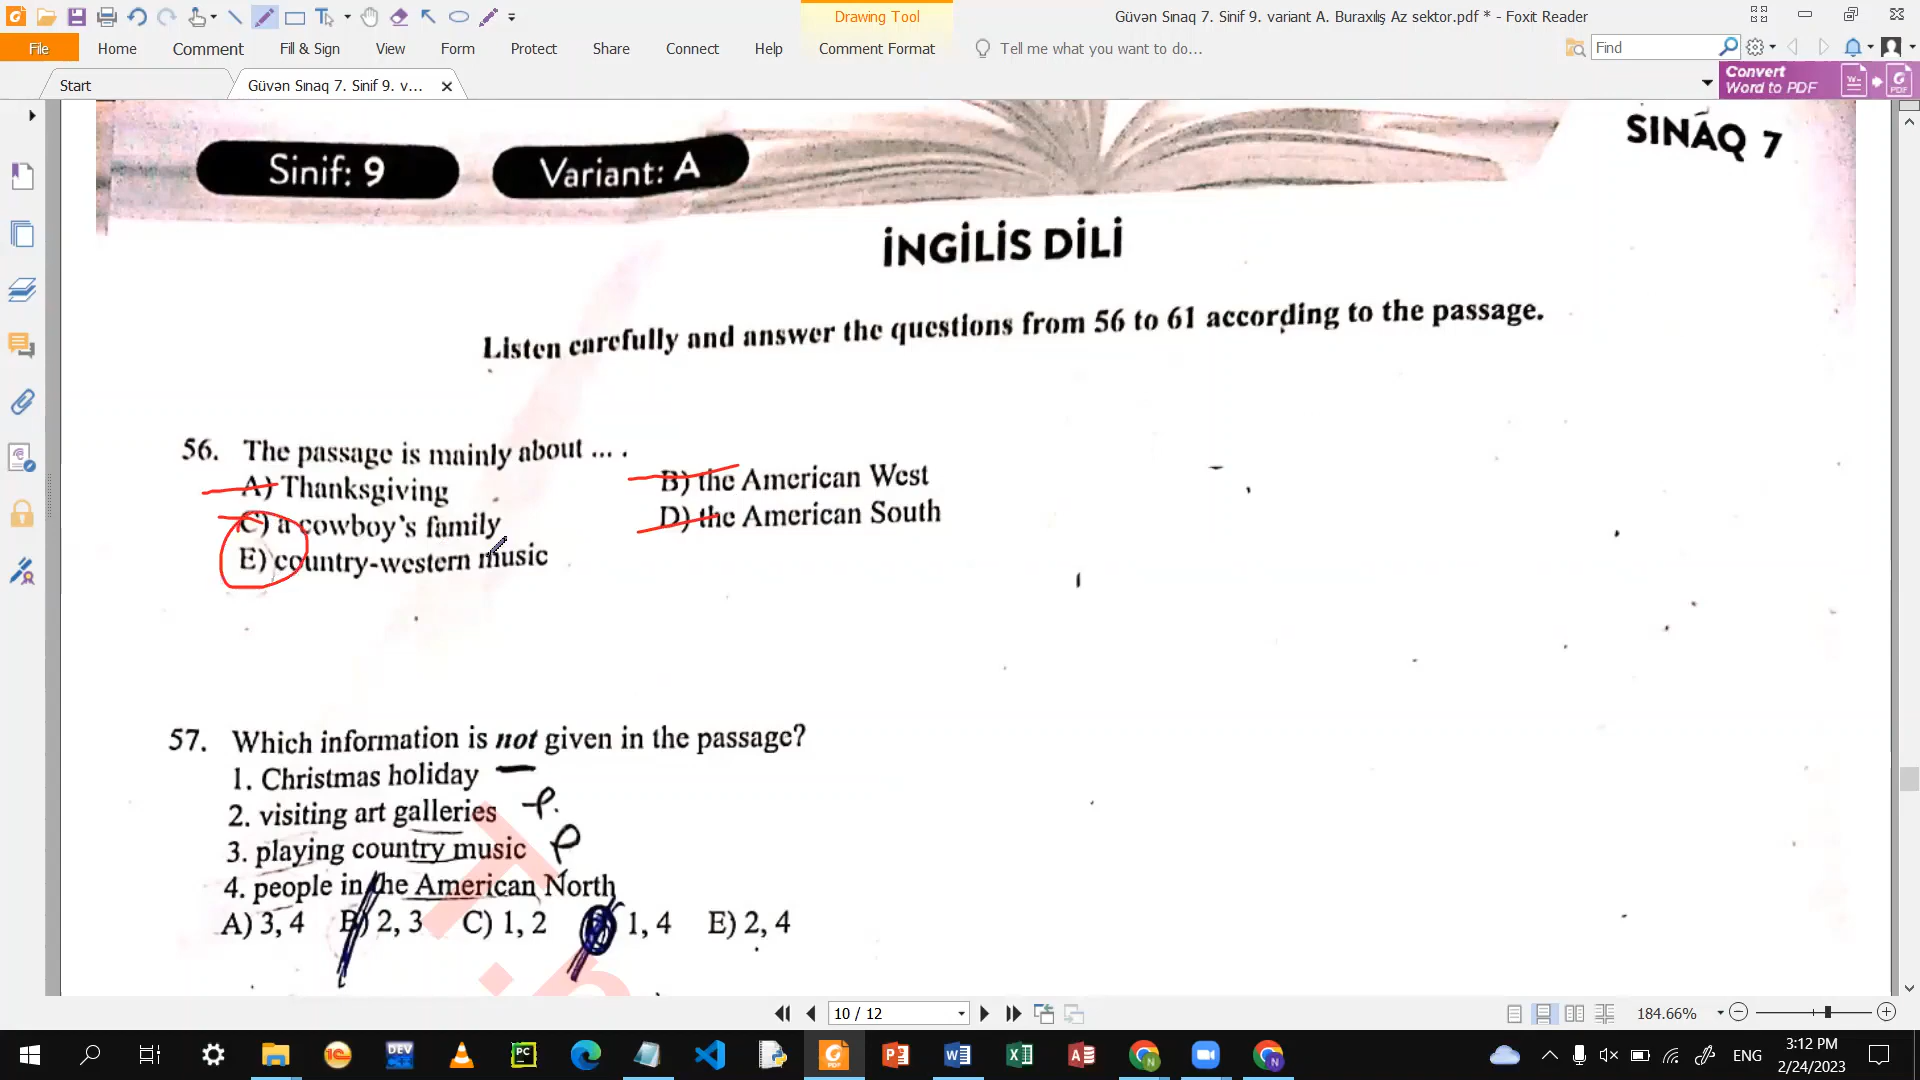 Drawing Tool
Güvən Sınaq 7. Sinif 9. variant A. Buraxılış Az sektor.pdf * - Foxit Reader
File Home Comment Fill & Sign View Form Protect Share Connect Help Comment Format Tell me what you want to do... Find
Start Güvən Sınaq 7. Sinif 9. v...
Convert
Word to PDF
Sinif: 9 Variant: A
SINAQ 7
İNGİLİS DİLİ
Listen carefully and answer the questions from 56 to 61 according to the passage.
56. The passage is mainly about ... .
A) Thanksgiving B) the American West
C) a cowboy's family D) the American South
E) country-western music
57. Which information is not given in the passage?
1. Christmas holiday
2. visiting art galleries
3. playing country music
4. people in the American North
A) 3, 4 B) 2, 3 C) 1, 2 1, 4 E) 2, 4
10 / 12
184.66%
ENG
3:12 PM
2/24/2023